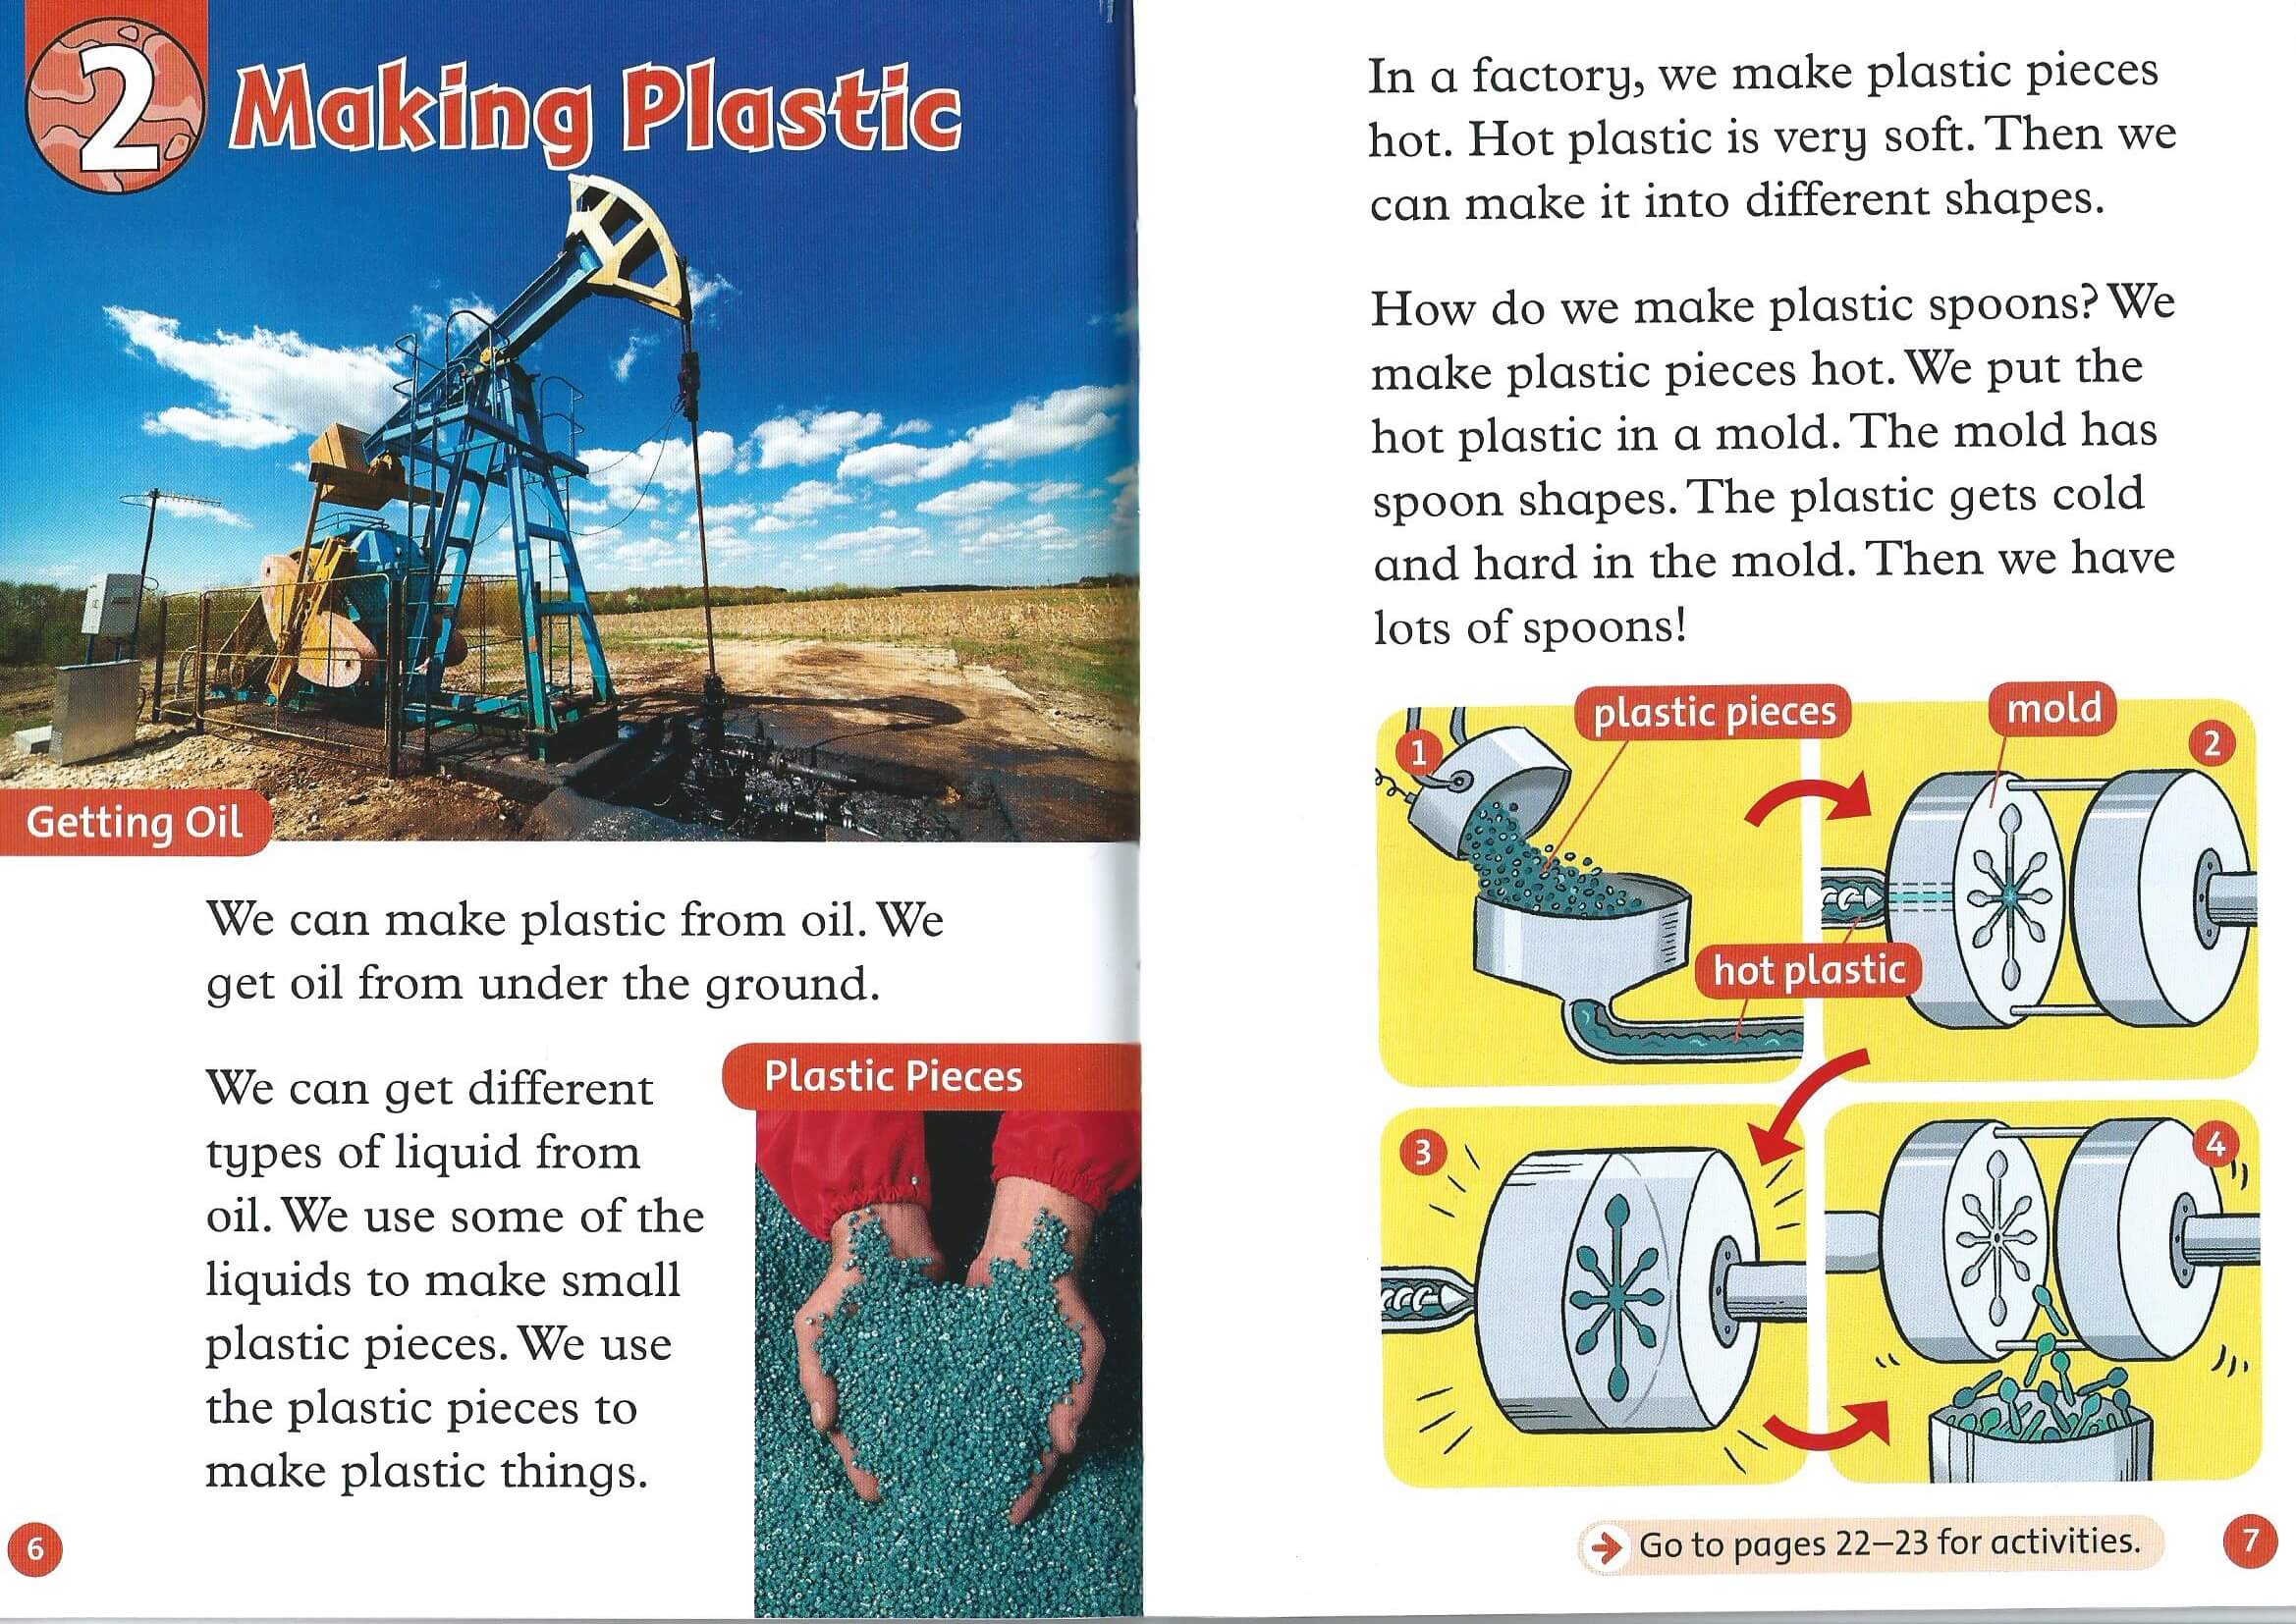 2
Making Plastic
Getting Oil
We can make plastic from oil. We
get oil from under the ground.
We can get different
types of liquid from
oil. We use some of the
liquids to make small
plastic pieces. We use
the plastic pieces to
make plastic things.
Plastic Pieces
6
In a factory, we make plastic pieces
hot. Hot plastic is very soft. Then we
can make it into different shapes.
How do we make plastic spoons? We
make plastic pieces hot. We put the
hot plastic in a mold. The mold has
spoon shapes. The plastic gets cold
and hard in the mold. Then we have
lots of spoons!
1
plastic pieces
hot plastic
mold
2
3
4
Go to pages 22–23 for activities.
7